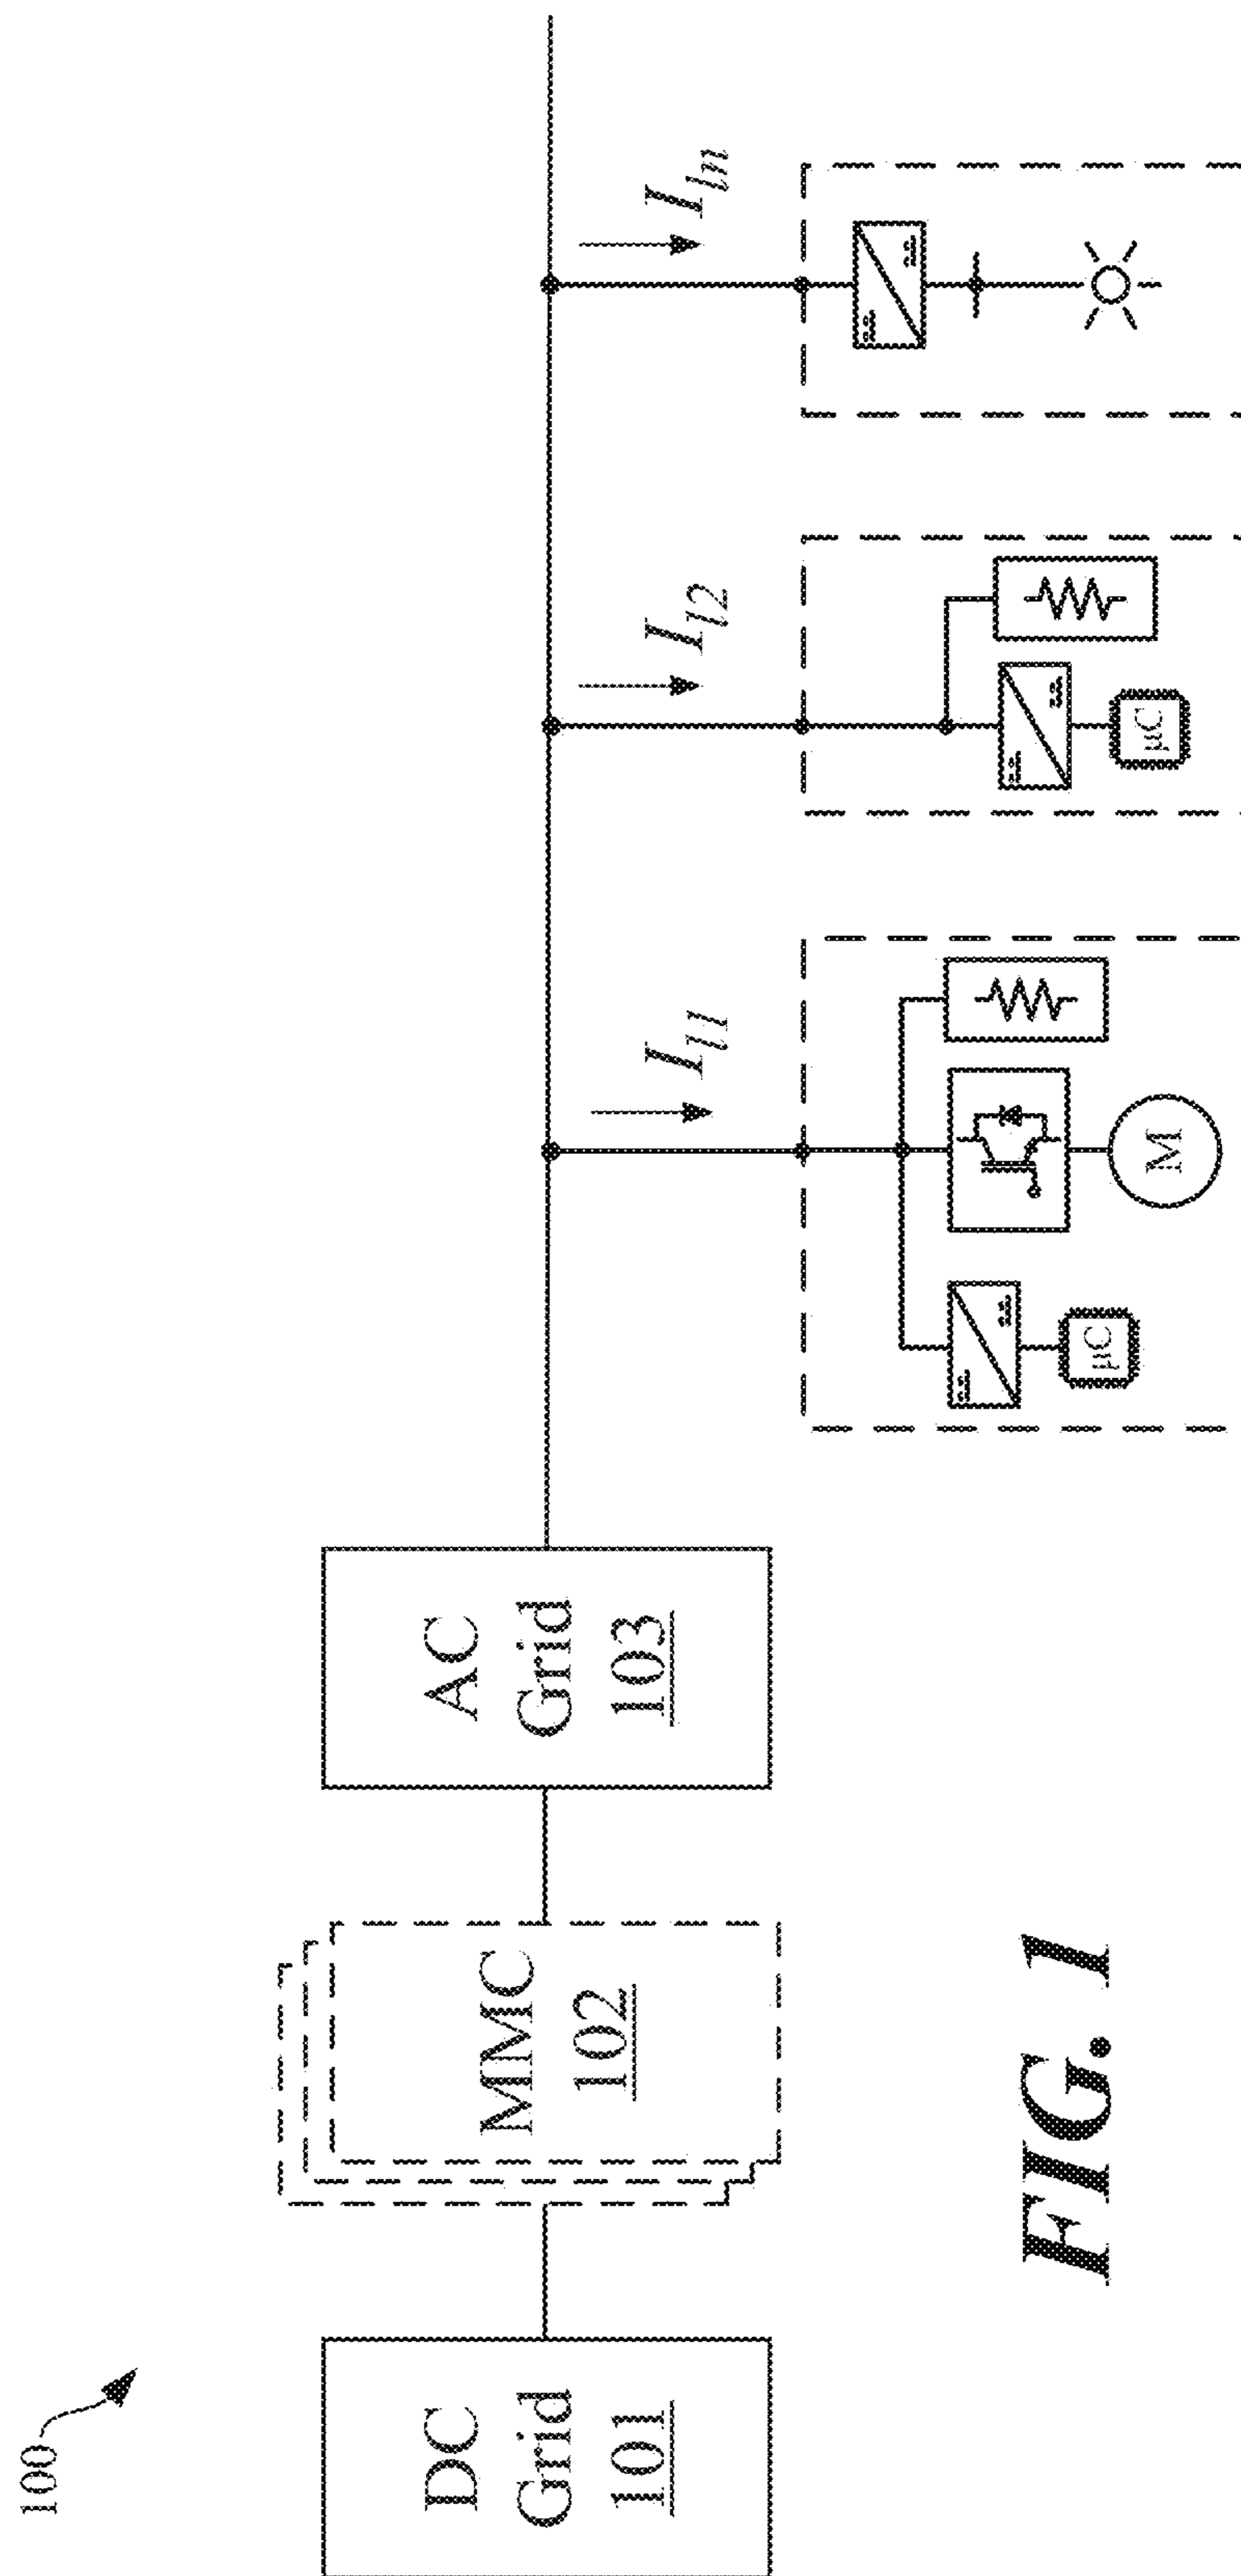 100
DC
Grid
101
MMC
102
AC
Grid
103
I_l1
I_l2
I_ln
μC
M
μC
FIG. 1